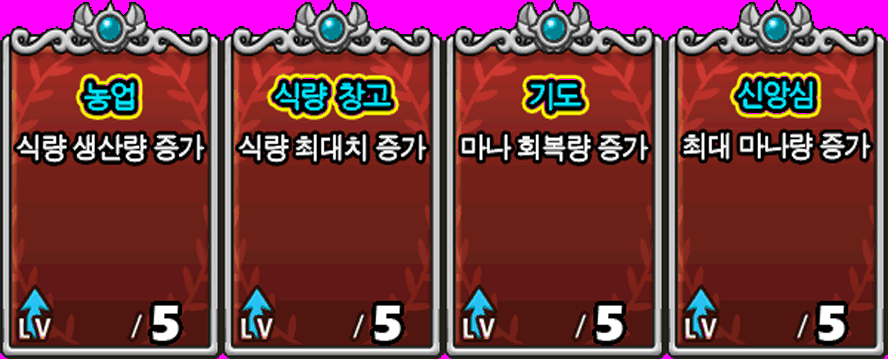 농업
식량 생산량 증가
LV /5
식량 창고
식량 최대치 증가
LV /5
기도
마나 회복량 증가
LV /5
신앙심
최대 마나량 증가
LV /5